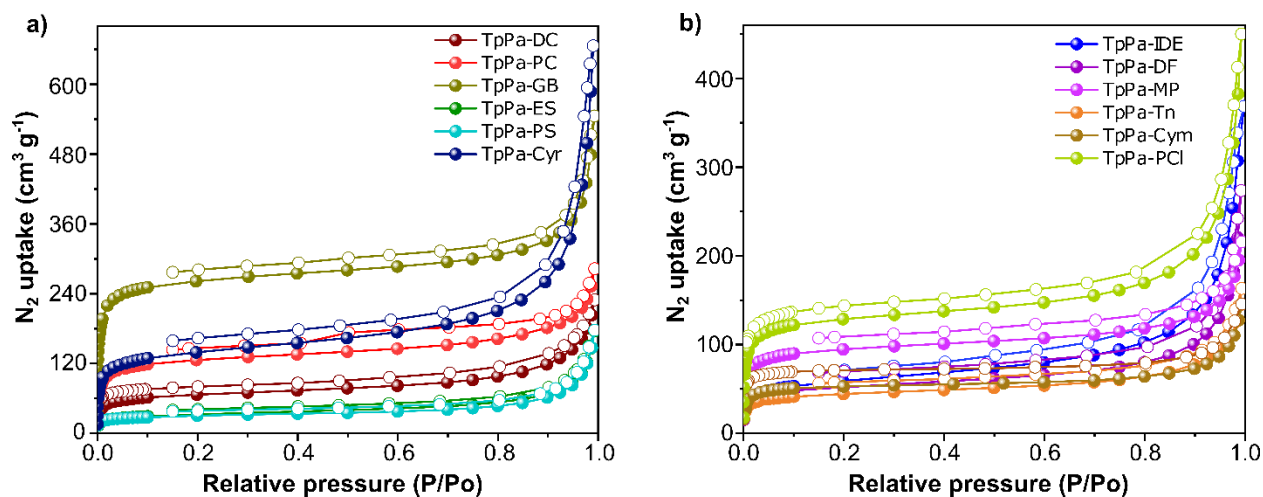 a)
N₂ uptake (cm³ g⁻¹)
660
600
480
360
240
120
0
TpPa-DC
TpPa-PC
TpPa-GB
TpPa-ES
TpPa-PS
TpPa-Cyr
0.0 0.2 0.4 0.6 0.8 1.0
Relative pressure (P/Po)
b)
N₂ uptake (cm³ g⁻¹)
400
300
200
100
0
TpPa-IDE
TpPa-DF
TpPa-MP
TpPa-Tn
TpPa-Cym
TpPa-PCl
0.0 0.2 0.4 0.6 0.8 1.0
Relative pressure (P/Po)